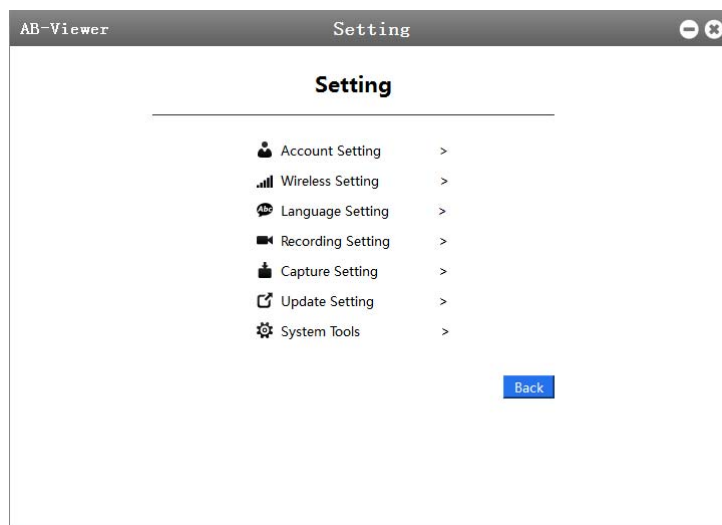 AB-Viewer Setting
Setting
Account Setting >
Wireless Setting >
Abc Language Setting >
Recording Setting >
Capture Setting >
Update Setting >
System Tools >
Back